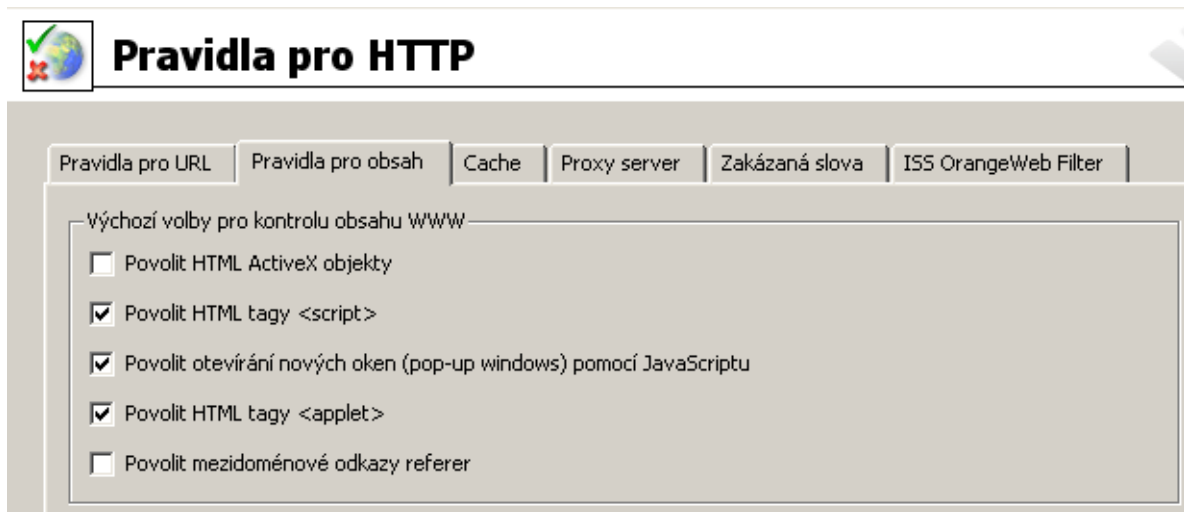 Pravidla pro HTTP
Pravidla pro URL Pravidla pro obsah Cache Proxy server Zakázaná slova ISS OrangeWeb Filter
Výchozí volby pro kontrolu obsahu WWW
Povolit HTML ActiveX objekty
Povolit HTML tagy <script>
Povolit otevírání nových oken (pop-up windows) pomocí JavaScriptu
Povolit HTML tagy <applet>
Povolit mezidoménové odkazy referer